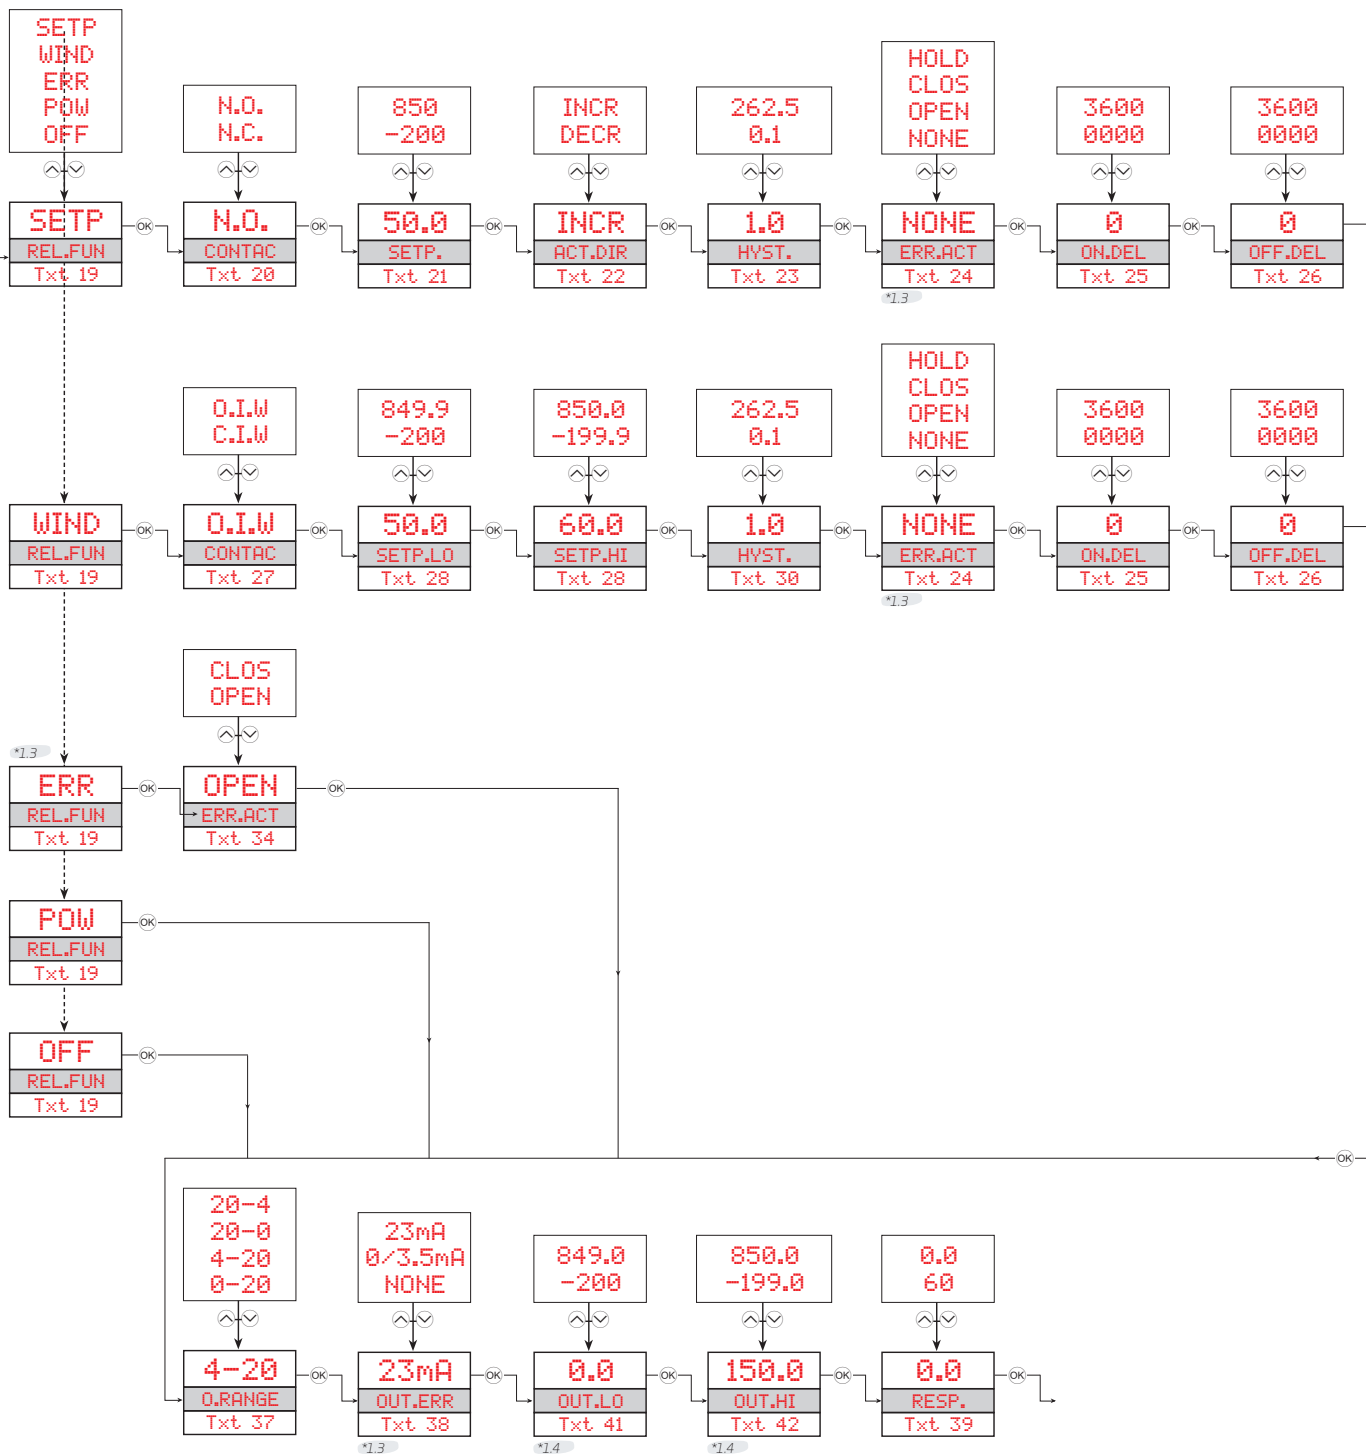 SETP
WIND
ERR
POW
OFF
N.O.
N.C.
850
-200
INCR
DECR
262.5
0.1
HOLD
CLOS
OPEN
NONE
3600
0000
3600
0000
SETP
REL.FUN
Txt 19
OK
N.O.
CONTAC
Txt 20
OK
50.0
SETP.
Txt 21
OK
INCR
ACT.DIR
Txt 22
OK
1.0
HYST.
Txt 23
OK
NONE
ERR.ACT
Txt 24
*1.3
OK
0
ON.DEL
Txt 25
OK
0
OFF.DEL
Txt 26
O.I.W
C.I.W
849.9
-200
850.0
-199.9
262.5
0.1
HOLD
CLOS
OPEN
NONE
3600
0000
3600
0000
WIND
REL.FUN
Txt 19
OK
O.I.W
CONTAC
Txt 27
OK
50.0
SETP.LO
Txt 28
OK
60.0
SETP.HI
Txt 28
OK
1.0
HYST.
Txt 30
OK
NONE
ERR.ACT
Txt 24
*1.3
OK
0
ON.DEL
Txt 25
OK
0
OFF.DEL
Txt 26
CLOS
OPEN
*1.3
ERR
REL.FUN
Txt 19
OK
OPEN
ERR.ACT
Txt 34
OK
POW
REL.FUN
Txt 19
OK
OFF
REL.FUN
Txt 19
OK
OK
20-4
20-0
4-20
0-20
23mA
0/3.5mA
NONE
849.0
-200
850.0
-199.0
0.0
60
4-20
O.RANGE
Txt 37
OK
23mA
OUT.ERR
Txt 38
*1.3
OK
0.0
OUT.LO
Txt 41
*1.4
OK
150.0
OUT.HI
Txt 42
*1.4
OK
0.0
RESP.
Txt 39
OK